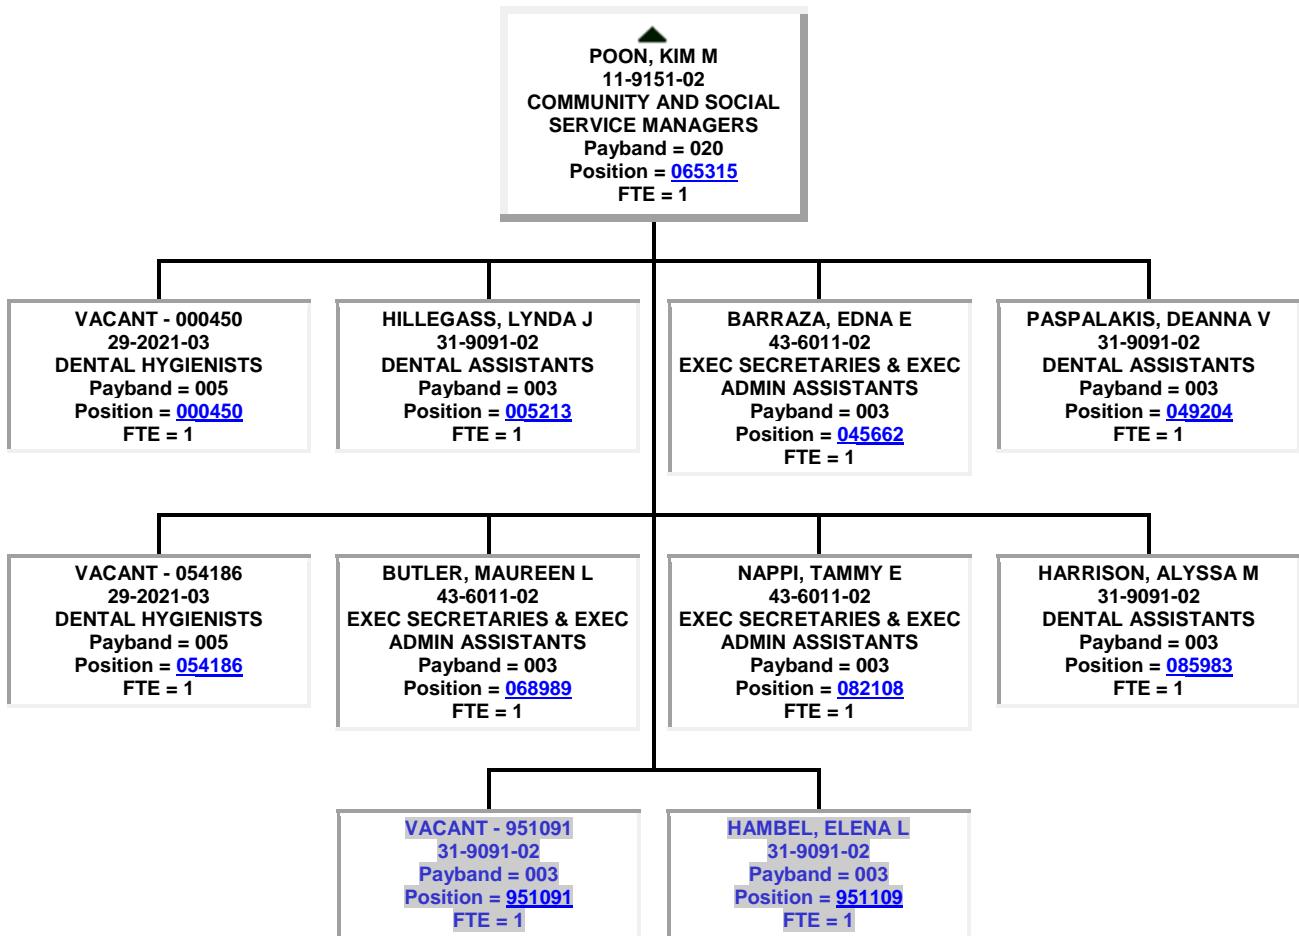 POON, KIM M
11-9151-02
COMMUNITY AND SOCIAL
SERVICE MANAGERS
Payband = 020
Position = 065315
FTE = 1
VACANT - 000450
29-2021-03
DENTAL HYGIENISTS
Payband = 005
Position = 000450
FTE = 1
HILLEGASS, LYNDA J
31-9091-02
DENTAL ASSISTANTS
Payband = 003
Position = 005213
FTE = 1
BARRAZA, EDNA E
43-6011-02
EXEC SECRETARIES & EXEC
ADMIN ASSISTANTS
Payband = 003
Position = 045662
FTE = 1
PASPALAKIS, DEANNA V
31-9091-02
DENTAL ASSISTANTS
Payband = 003
Position = 049204
FTE = 1
VACANT - 054186
29-2021-03
DENTAL HYGIENISTS
Payband = 005
Position = 054186
FTE = 1
BUTLER, MAUREEN L
43-6011-02
EXEC SECRETARIES & EXEC
ADMIN ASSISTANTS
Payband = 003
Position = 068989
FTE = 1
NAPPI, TAMMY E
43-6011-02
EXEC SECRETARIES & EXEC
ADMIN ASSISTANTS
Payband = 003
Position = 082108
FTE = 1
HARRISON, ALYSSA M
31-9091-02
DENTAL ASSISTANTS
Payband = 003
Position = 085983
FTE = 1
VACANT - 951091
31-9091-02
Payband = 003
Position = 951091
FTE = 1
HAMBEL, ELENA L
31-9091-02
Payband = 003
Position = 951109
FTE = 1